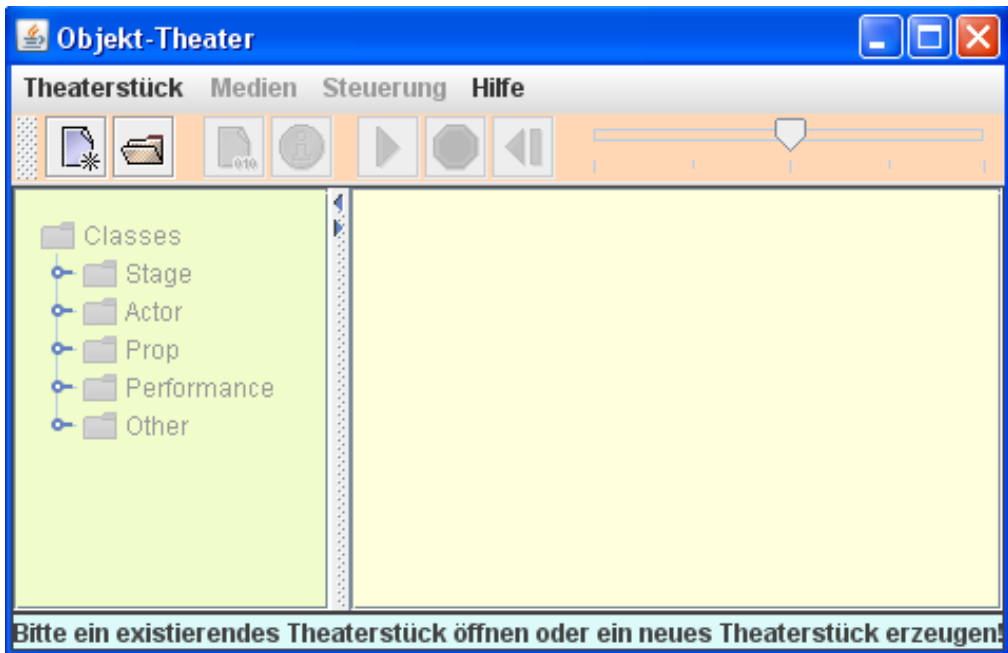 Objekt-Theater
Theaterstück Medien Steuerung Hilfe
010
Classes
Stage
Actor
Prop
Performance
Other
Bitte ein existierendes Theaterstück öffnen oder ein neues Theaterstück erzeugen!